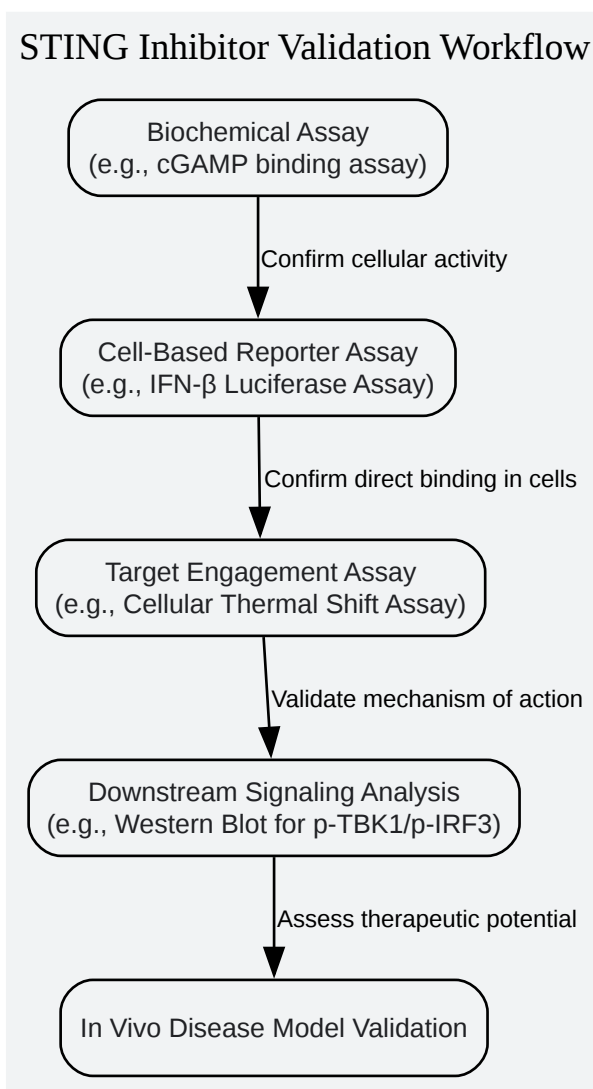 STING Inhibitor Validation Workflow
Biochemical Assay
(e.g., cGAMP binding assay)
Confirm cellular activity
Cell-Based Reporter Assay
(e.g., IFN-β Luciferase Assay)
Confirm direct binding in cells
Target Engagement Assay
(e.g., Cellular Thermal Shift Assay)
Validate mechanism of action
Downstream Signaling Analysis
(e.g., Western Blot for p-TBK1/p-IRF3)
Assess therapeutic potential
In Vivo Disease Model Validation